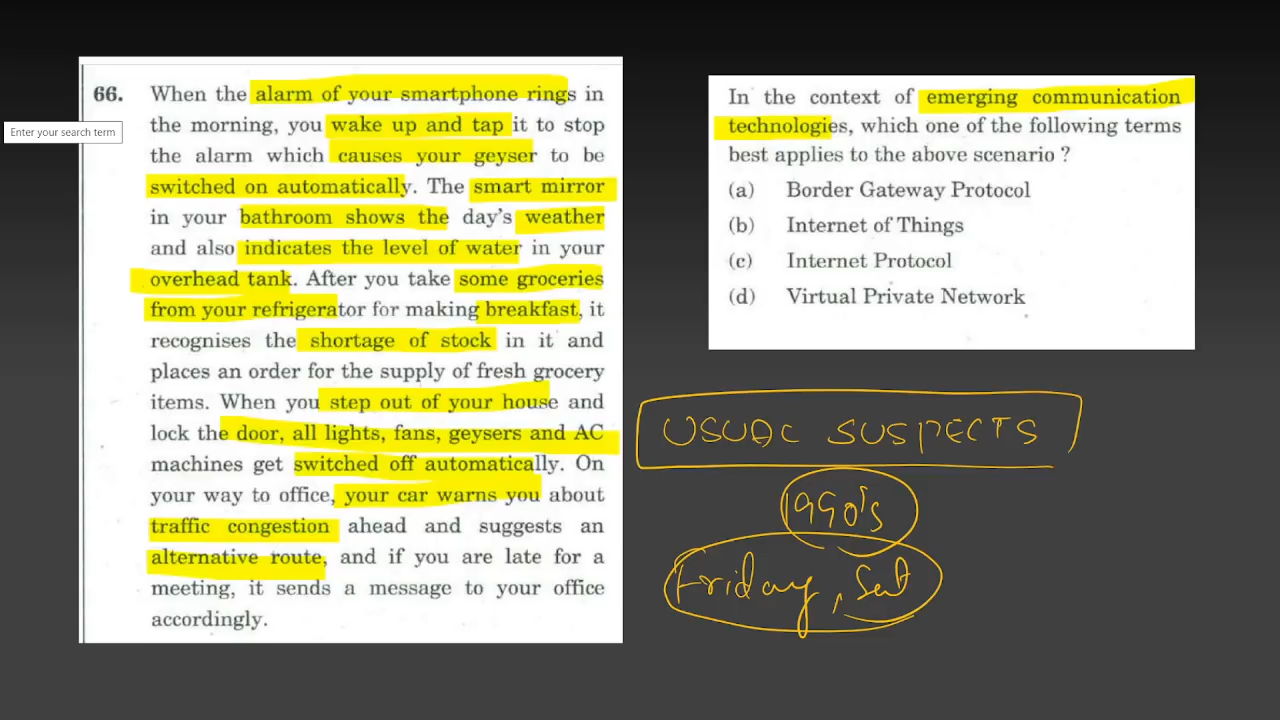 66. When the alarm of your smartphone rings in
the morning, you wake up and tap it to stop
the alarm which causes your geyser to be
switched on automatically. The smart mirror
in your bathroom shows the day's weather
and also indicates the level of water in your
overhead tank. After you take some groceries
from your refrigerator for making breakfast, it
recognises the shortage of stock in it and
places an order for the supply of fresh grocery
items. When you step out of your house and
lock the door, all lights, fans, geysers and AC
machines get switched off automatically. On
your way to office, your car warns you about
traffic congestion ahead and suggests an
alternative route, and if you are late for a
meeting, it sends a message to your office
accordingly.
Enter your search term
In the context of emerging communication
technologies, which one of the following terms
best applies to the above scenario ?
(a) Border Gateway Protocol
(b) Internet of Things
(c) Internet Protocol
(d) Virtual Private Network
USUAL SUSPECTS
1990's
Friday, Sat